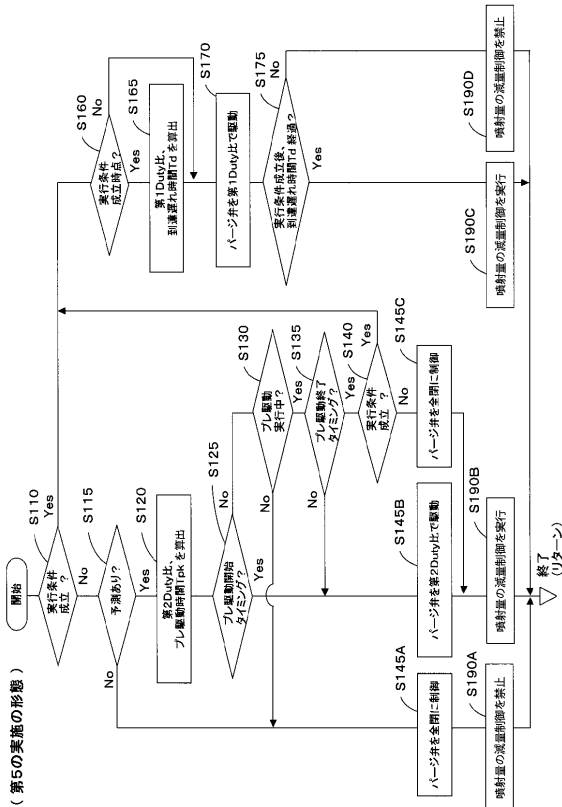 ( 第5の実施の形態 )
開始
S110
実行条件
成立 ?
Yes
No
S115
予測あり?
No
Yes
S120
第2Duty比、
プレ駆動時間Tpkを算出
S125
プレ駆動開始
タイミング?
No
Yes
S130
プレ駆動
実行中?
No
Yes
S135
プレ駆動終了
タイミング?
No
Yes
S140
実行条件
成立 ?
Yes
No
S145A
パージ弁を全閉に制御
S145B
パージ弁を第2Duty比で駆動
S145C
パージ弁を全閉に制御
S190A
噴射量の減量制御を禁止
S190B
噴射量の減量制御を実行
S160
実行条件
成立時点?
No
Yes
S165
第1Duty比、
到達遅れ時間Tdを算出
S170
パージ弁を第1Duty比で駆動
S175
実行条件成立後、
到達遅れ時間Td 経過?
No
Yes
S190C
噴射量の減量制御を実行
S190D
噴射量の減量制御を禁止
終了
(リターン)